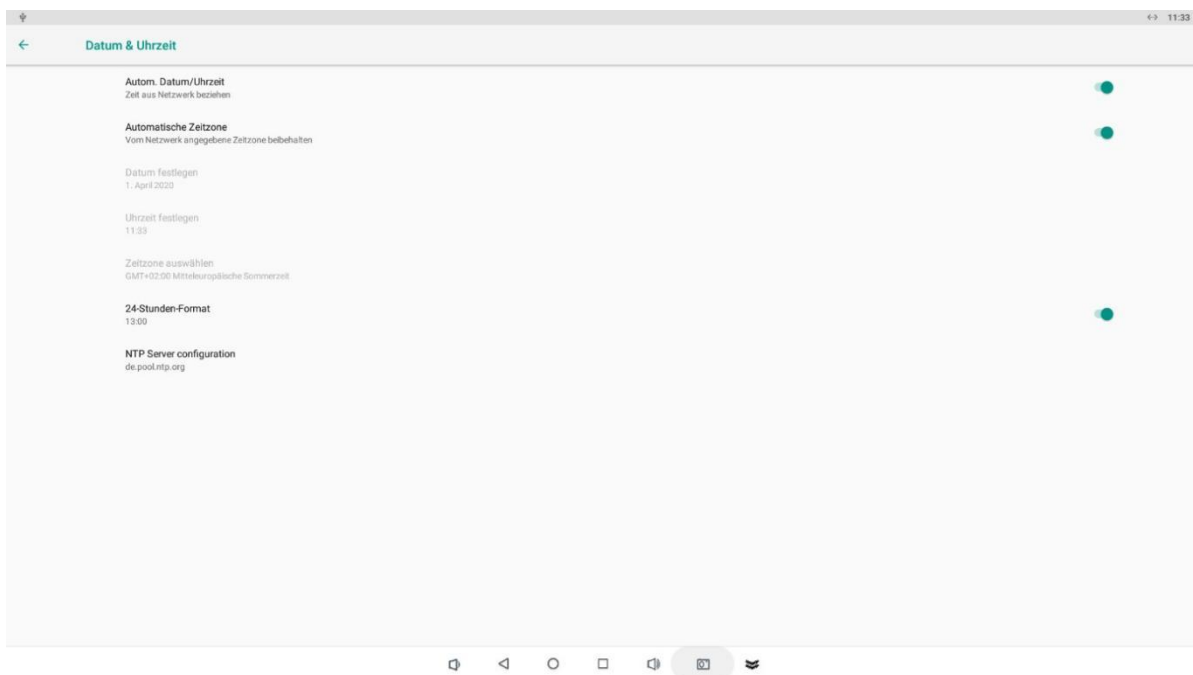 11:33
Datum & Uhrzeit
Autom. Datum/Uhrzeit
Zeit aus Netzwerk beziehen
Automatische Zeitzone
Vom Netzwerk angegebene Zeitzone beibehalten
Datum festlegen
1. April 2020
Uhrzeit festlegen
11:33
Zeitzone auswählen
GMT+02:00 Mitteleuropäische Sommerzeit
24-Stunden-Format
13:00
NTP Server configuration
de.pool.ntp.org